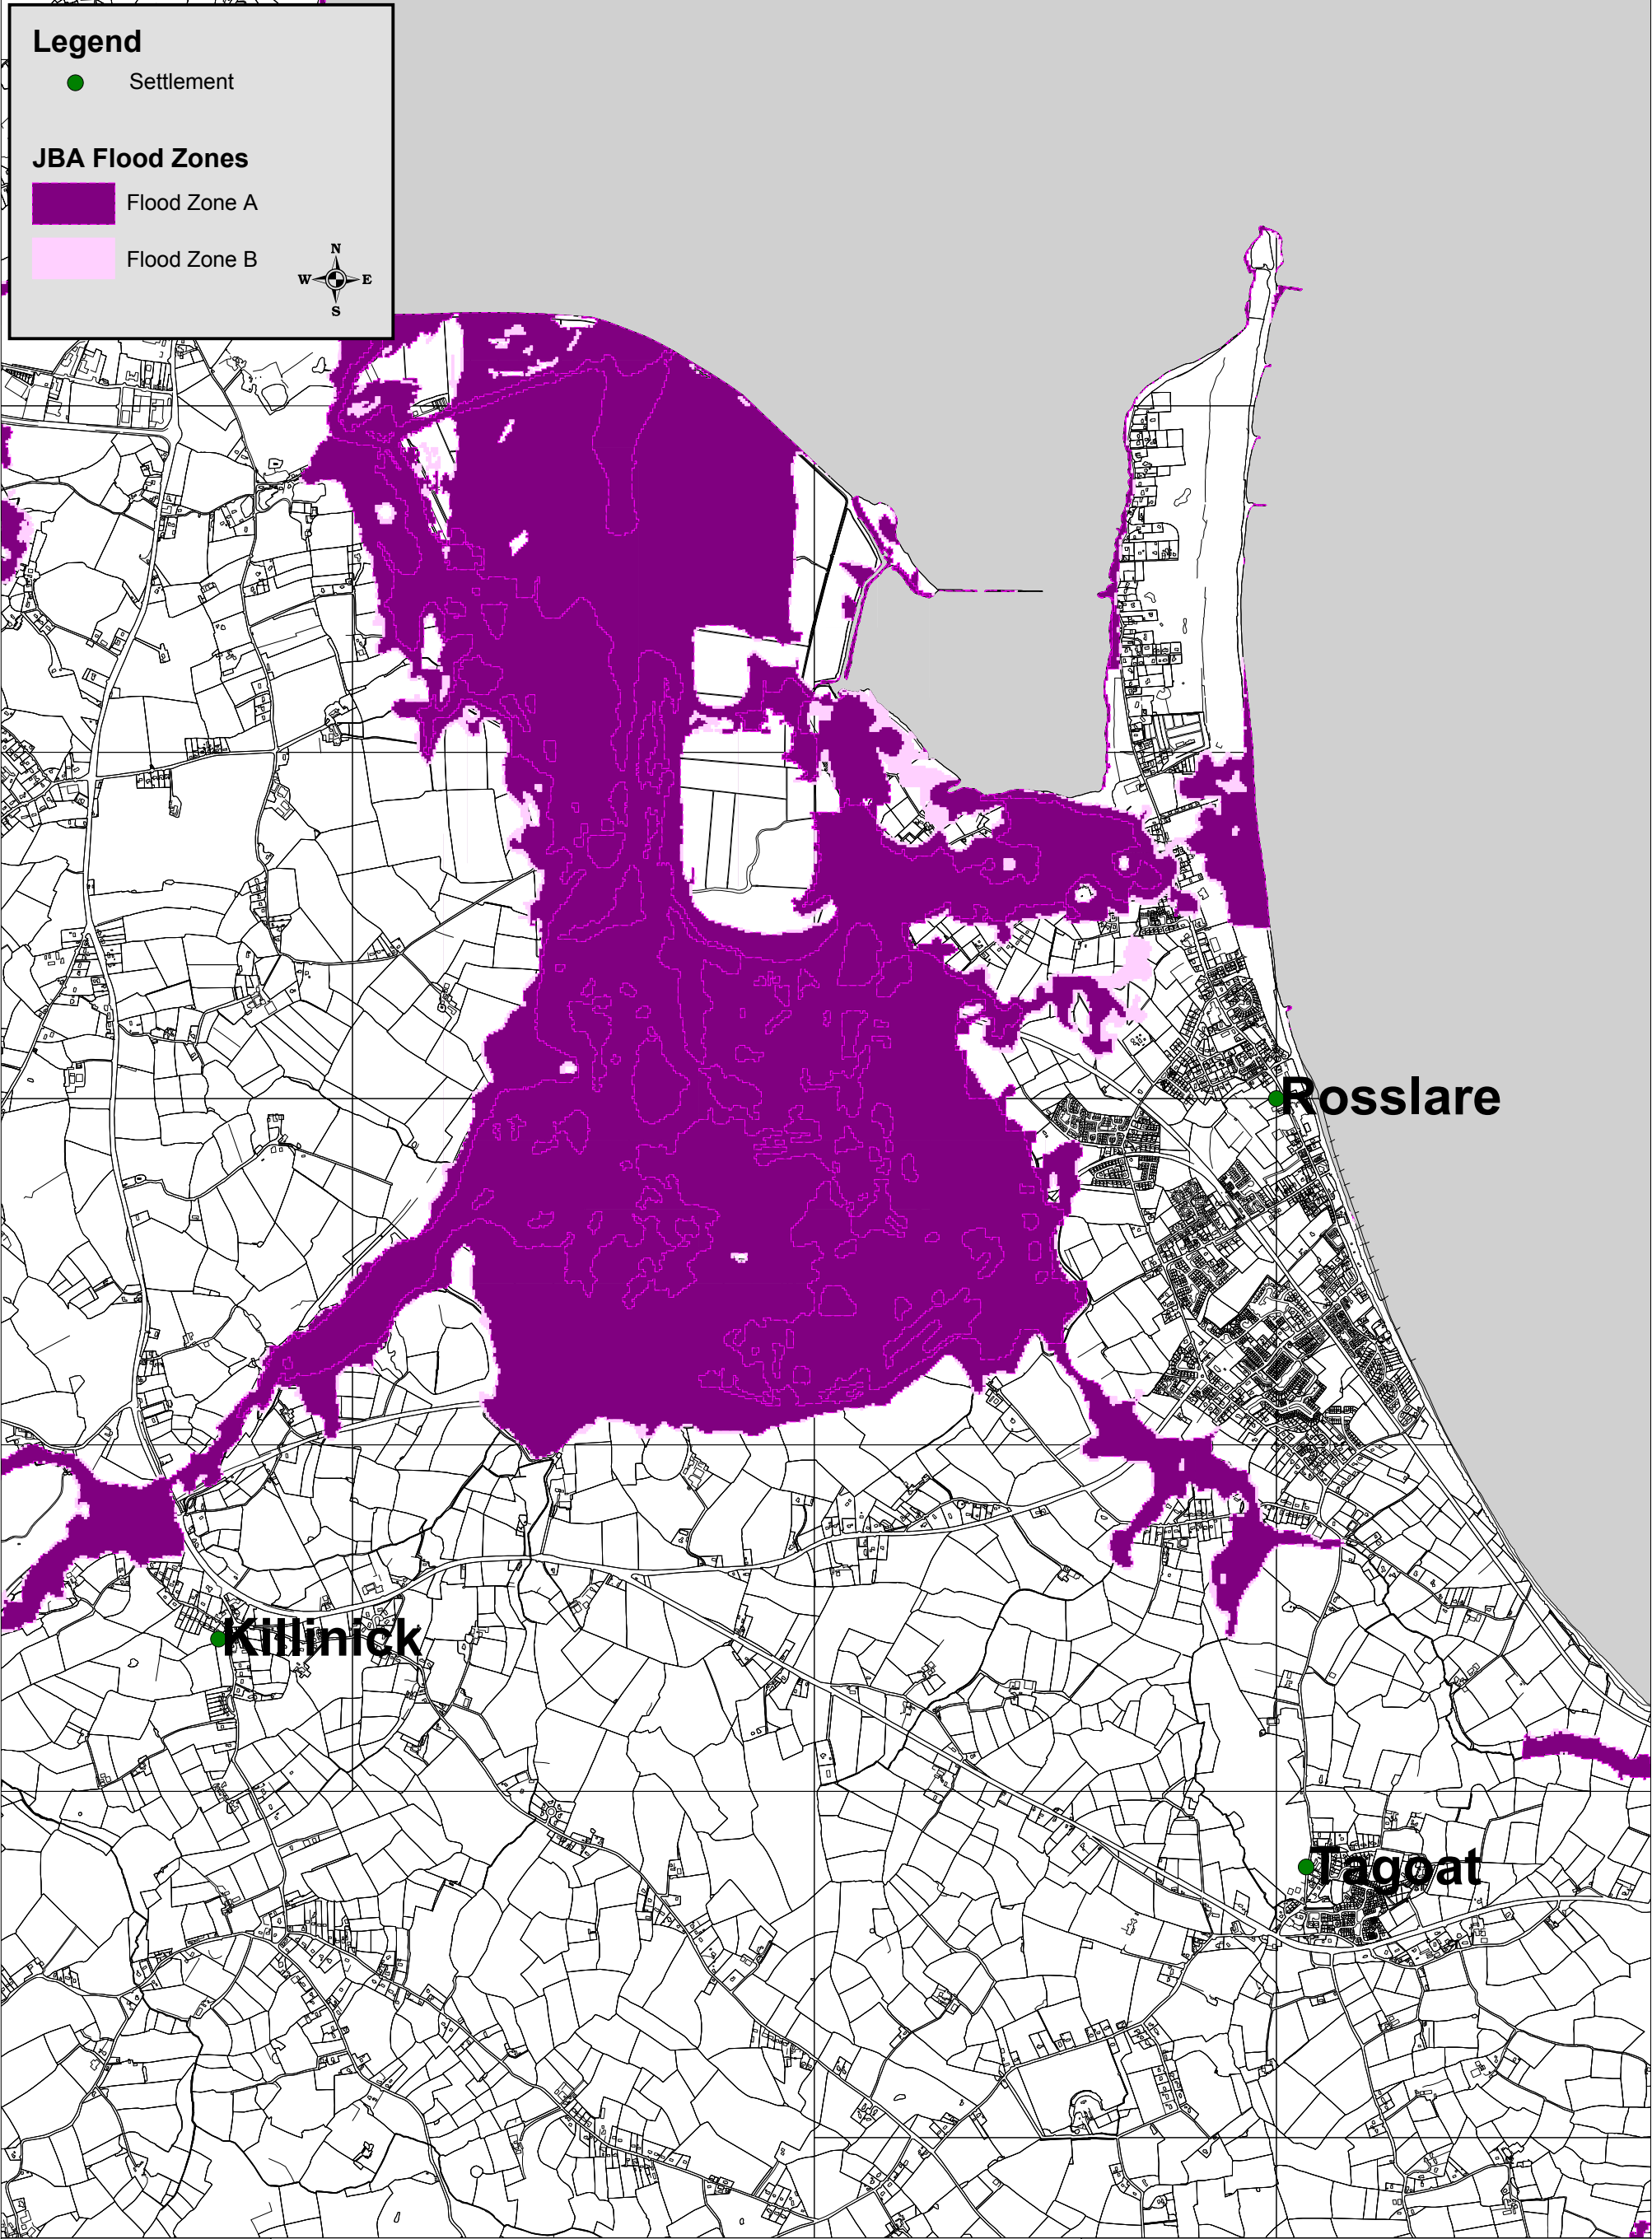 Legend
Settlement
JBA Flood Zones
Flood Zone A
Flood Zone B
N
W E
S
Rosslare
Killinick
Tagoat